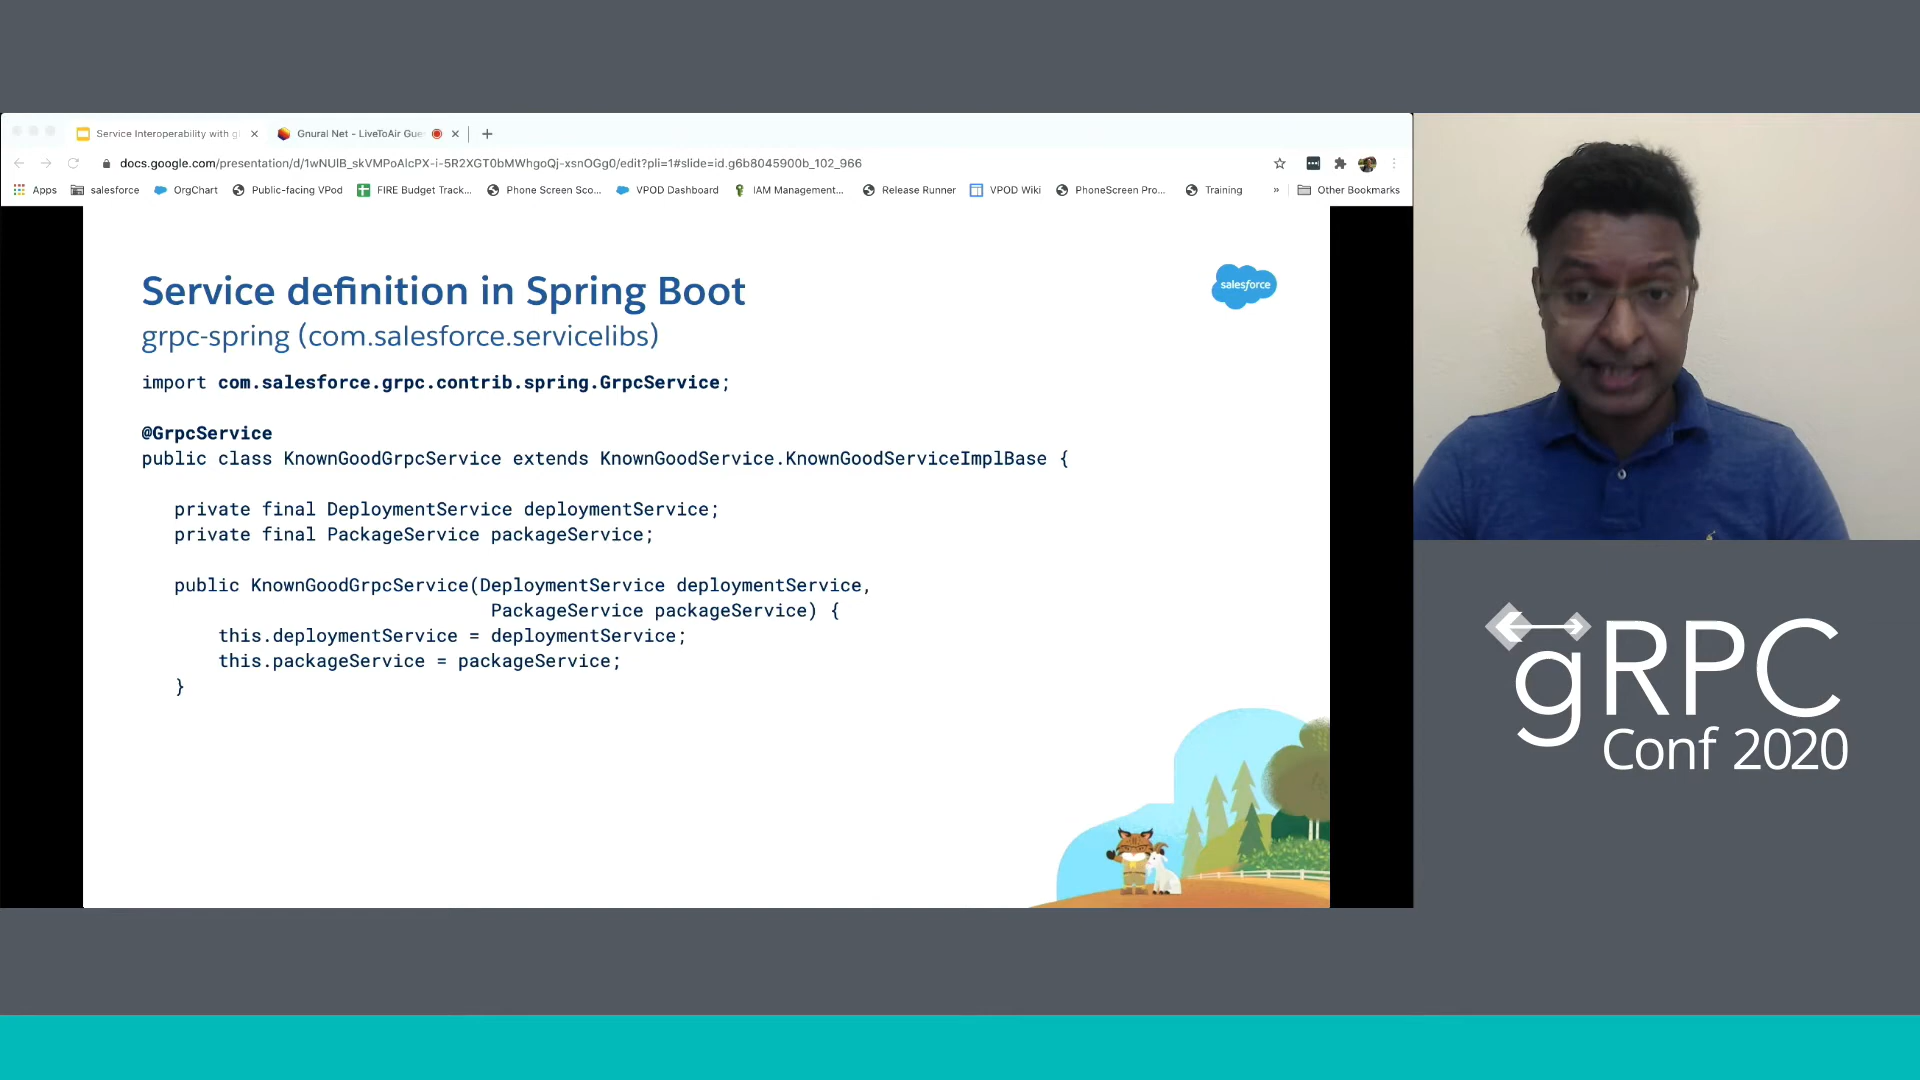 Service Interoperability with g
Gnural Net - LiveToAir Gue
docs.google.com/presentation/d/1wNUIB_skVMPoAlcPX-i-5R2XGT0bMWhgoQj-xsnOGg0/edit?pli=1#slide=id.g6b8045900b_102_966
Apps salesforce OrgChart Public-facing VPod FIRE Budget Track... Phone Screen Sco... VPOD Dashboard IAM Management... Release Runner VPOD Wiki PhoneScreen Pro... Training » Other Bookmarks
Service definition in Spring Boot
salesforce
grpc-spring (com.salesforce.servicelibs)
import com.salesforce.grpc.contrib.spring.GrpcService;
@GrpcService
public class KnownGoodGrpcService extends KnownGoodService.KnownGoodServiceImplBase {
private final DeploymentService deploymentService;
private final PackageService packageService;
public KnownGoodGrpcService(DeploymentService deploymentService,
PackageService packageService) {
this.deploymentService = deploymentService;
this.packageService = packageService;
}
gRPC
Conf 2020